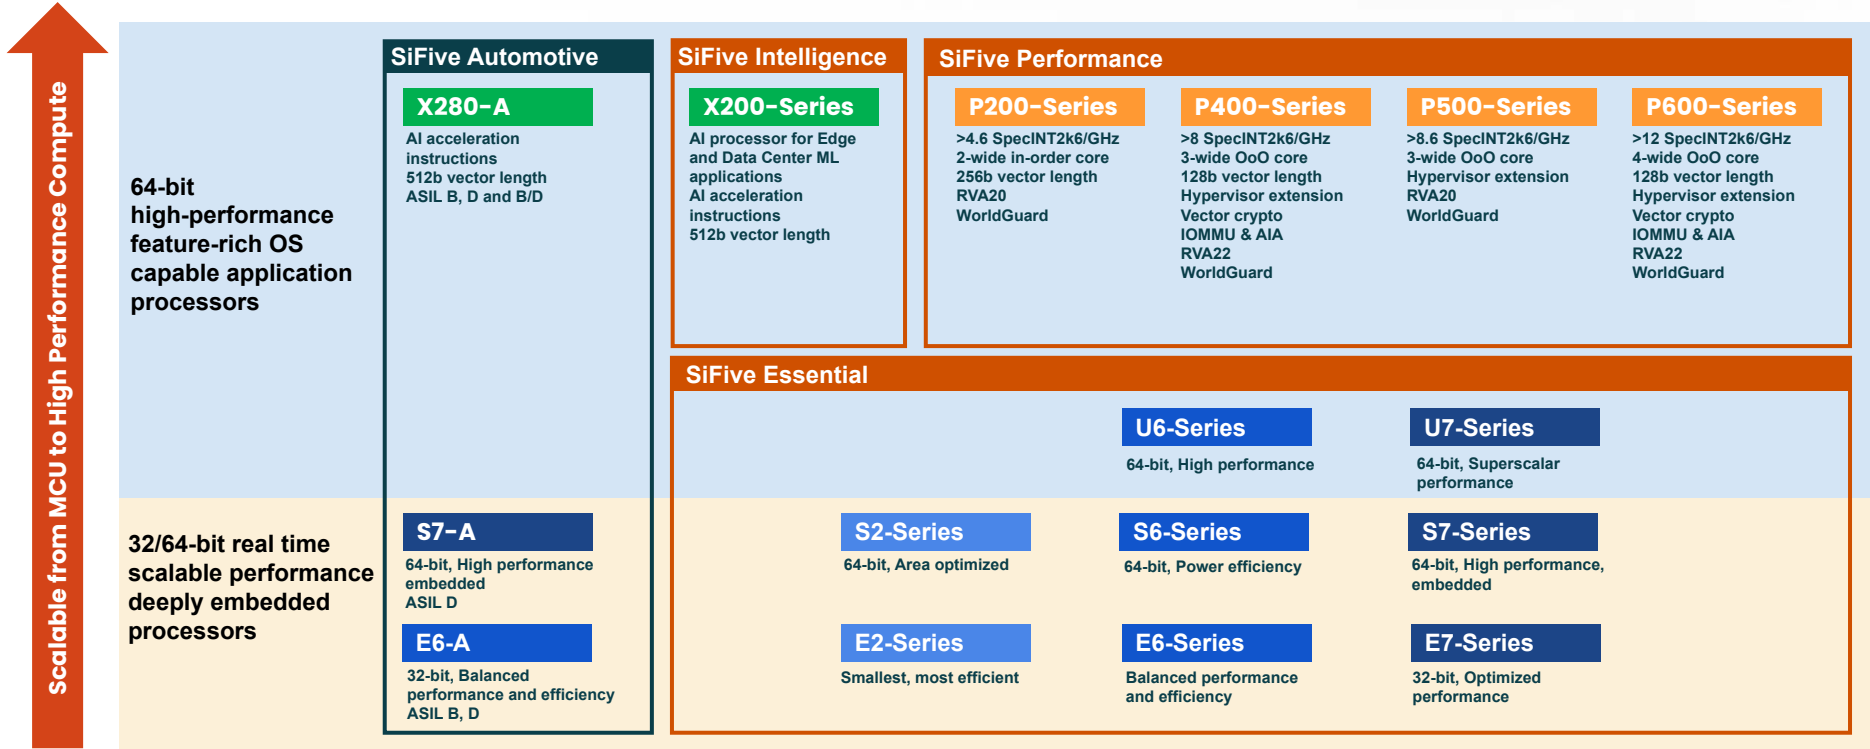 Scalable from MCU to High Performance Compute
64-bit
high-performance
feature-rich OS
capable application
processors
32/64-bit real time
scalable performance
deeply embedded
processors
SiFive Automotive
X280-A
AI acceleration
instructions
512b vector length
ASIL B, D and B/D
S7-A
64-bit, High performance
embedded
ASIL D
E6-A
32-bit, Balanced
performance and efficiency
ASIL B, D
SiFive Intelligence
X200-Series
AI processor for Edge
and Data Center ML
applications
AI acceleration
instructions
512b vector length
SiFive Performance
P200-Series
>4.6 SpecINT2k6/GHz
2-wide in-order core
256b vector length
RVA20
WorldGuard
P400-Series
>8 SpecINT2k6/GHz
3-wide OoO core
128b vector length
Hypervisor extension
Vector crypto
IOMMU & AIA
RVA22
WorldGuard
P500-Series
>8.6 SpecINT2k6/GHz
3-wide OoO core
Hypervisor extension
RVA20
WorldGuard
P600-Series
>12 SpecINT2k6/GHz
4-wide OoO core
128b vector length
Hypervisor extension
Vector crypto
IOMMU & AIA
RVA22
WorldGuard
SiFive Essential
U6-Series
64-bit, High performance
U7-Series
64-bit, Superscalar
performance
S2-Series
64-bit, Area optimized
S6-Series
64-bit, Power efficiency
S7-Series
64-bit, High performance,
embedded
E2-Series
Smallest, most efficient
E6-Series
Balanced performance
and efficiency
E7-Series
32-bit, Optimized
performance